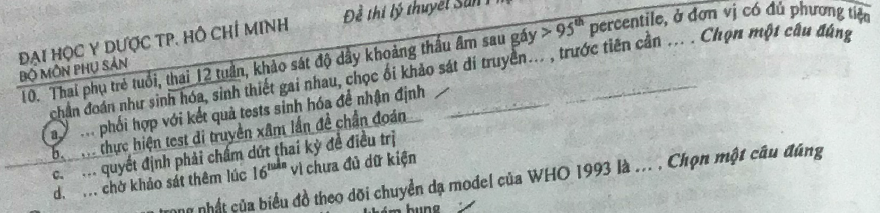 Đề thi lý thuyết Sản
ĐẠI HỌC Y DƯỢC TP. HỒ CHÍ MINH
BỘ MÔN PHỤ SẢN
10. Thai phụ trẻ tuổi, thai 12 tuần, khảo sát độ dầy khoảng thấu âm sau gáy > 95th percentile, ở đơn vị có đủ phương tiện
chẩn đoán như sinh hóa, sinh thiết gai nhau, chọc ối khảo sát di truyền... , trước tiên cần ... . Chọn một câu đúng
a. ... phối hợp với kết quả tests sinh hóa để nhận định
b. ... thực hiện test di truyền xâm lấn để chẩn đoán
c. ... quyết định phải chấm dứt thai kỳ để điều trị
d. ... chờ khảo sát thêm lúc 16tuần vì chưa đủ dữ kiện
trọng nhất của biểu đồ theo dõi chuyển dạ model của WHO 1993 là ... . Chọn một câu đúng